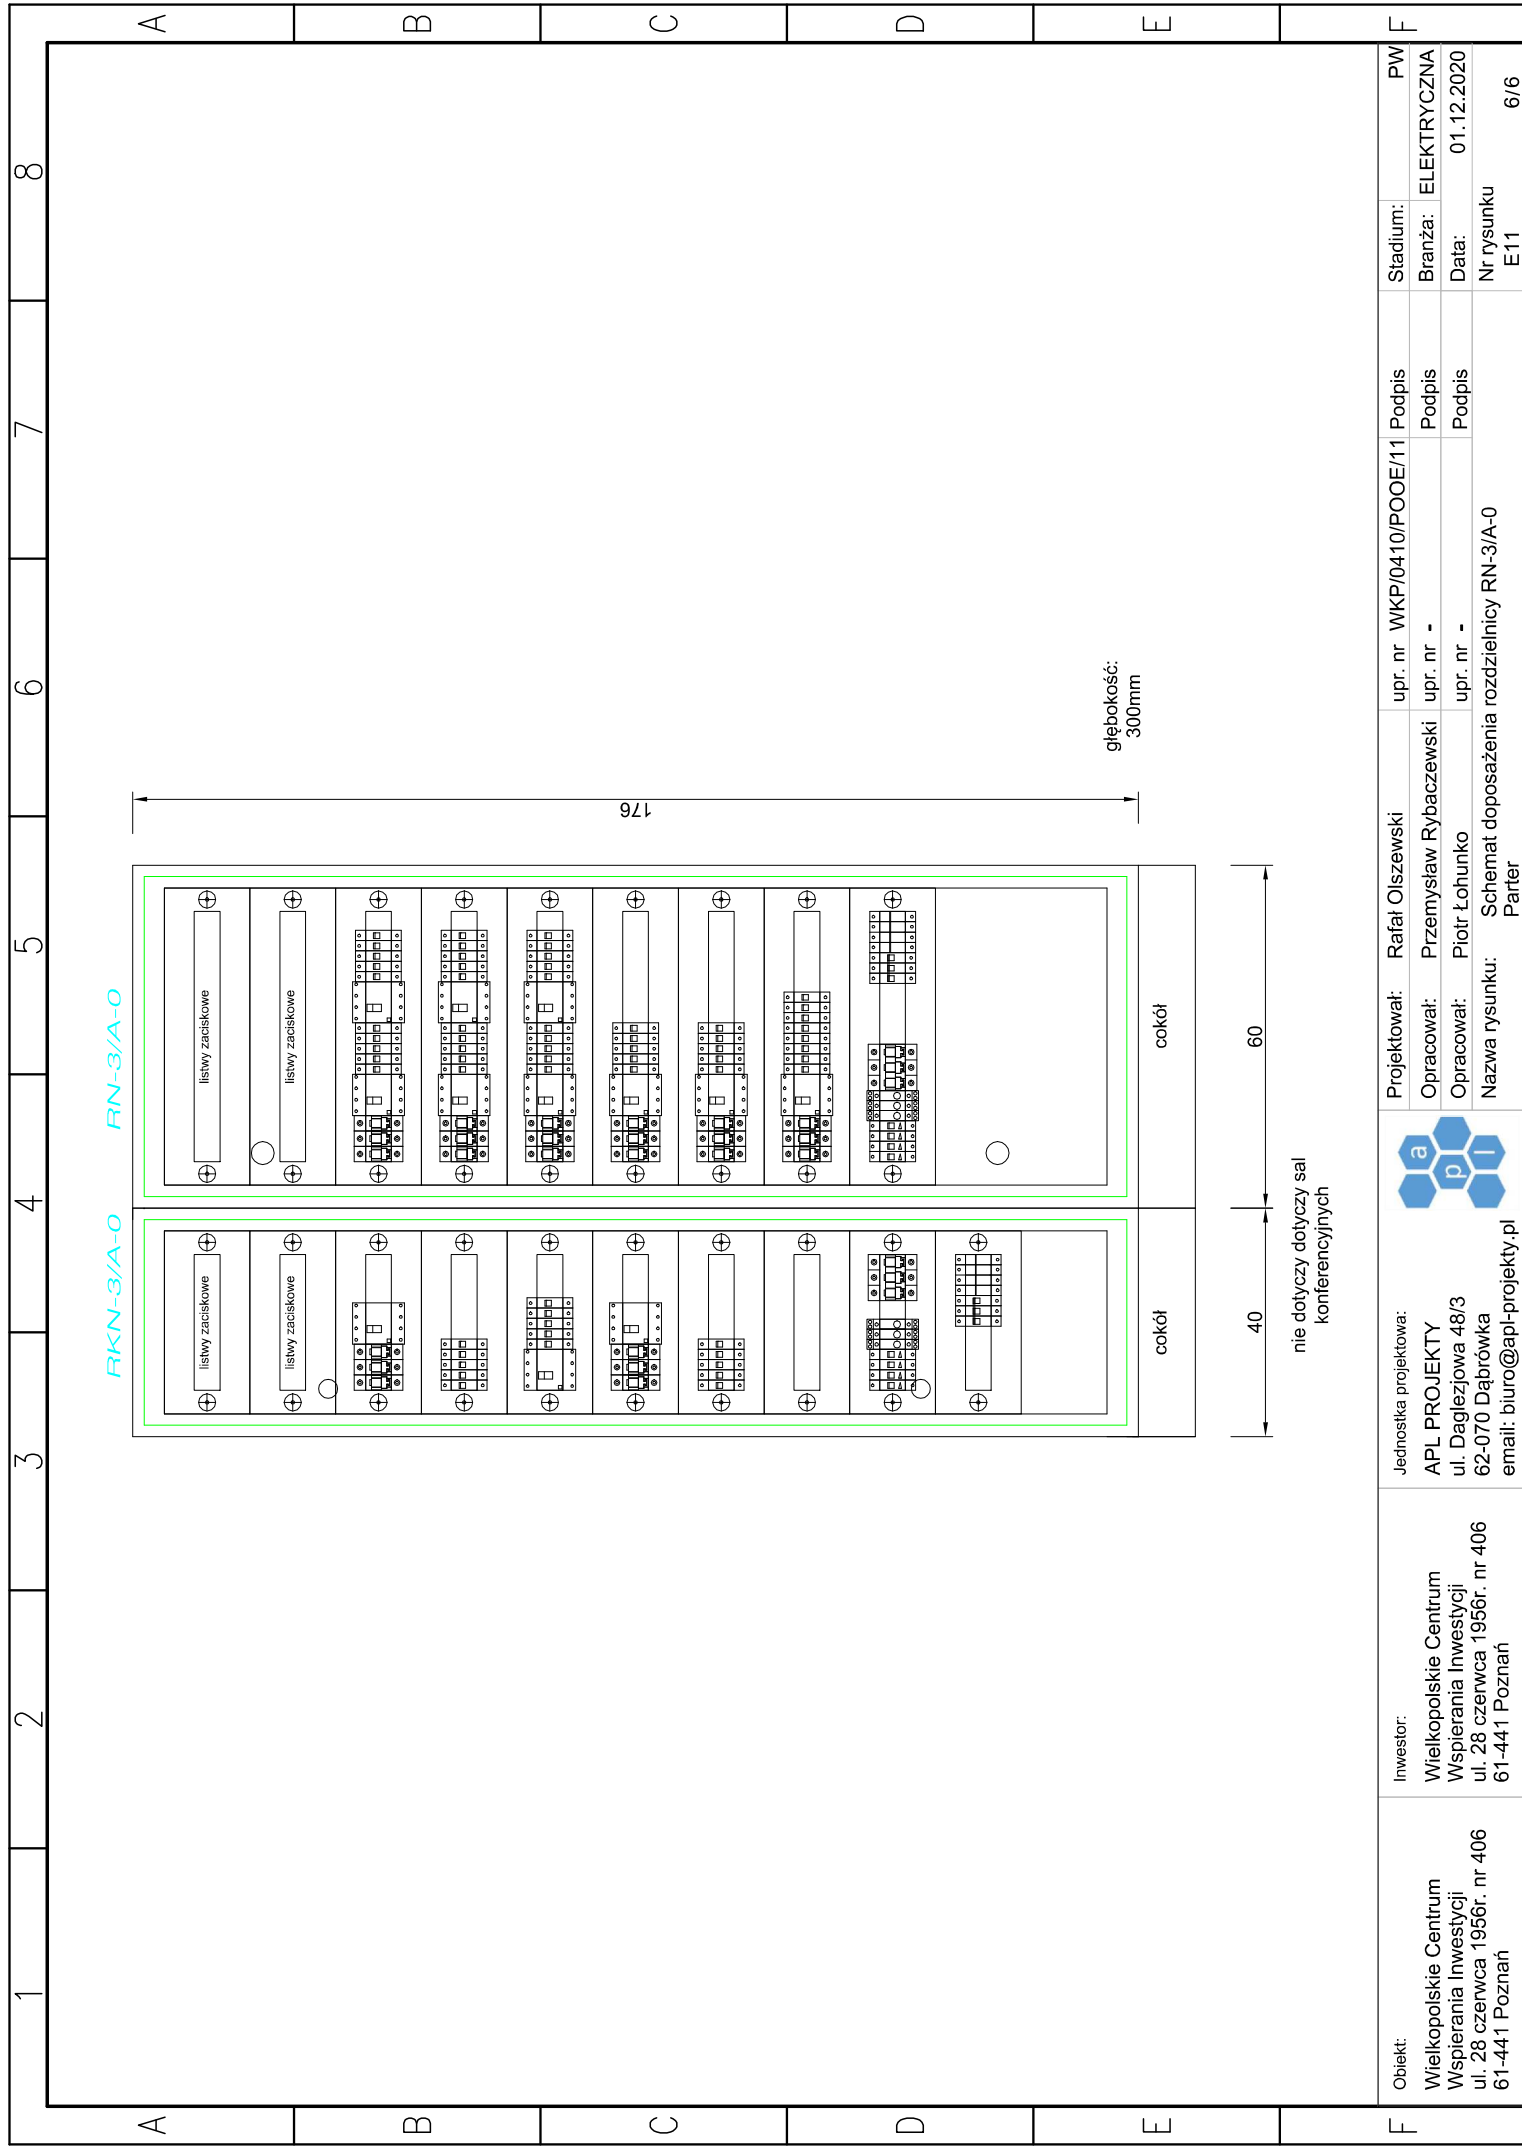 1 2 3 4 5 6 7 8
A A
B B
C C
D D
E E
F F
RKN-3/A-0 RN-3/A-0
listwy zaciskowe listwy zaciskowe
listwy zaciskowe listwy zaciskowe
176
głębokość:
300mm
cokół cokół
40 60
nie dotyczy dotyczy sal
konferencyjnych
Obiekt:
Wielkopolskie Centrum
Wspierania Inwestycji
ul. 28 czerwca 1956r. nr 406
61-441 Poznań
Inwestor:
Wielkopolskie Centrum
Wspierania Inwestycji
ul. 28 czerwca 1956r. nr 406
61-441 Poznań
Jednostka projektowa:
APL PROJEKTY
ul. Daglezjowa 48/3
62-070 Dąbrówka
email: biuro@apl-projekty.pl
a
p
l
Projektował: Rafał Olszewski upr. nr WKP/0410/POOE/11 Podpis Stadium: PW
Opracował: Przemysław Rybaczewski upr. nr - Podpis Branża: ELEKTRYCZNA
Opracował: Piotr Łohunko upr. nr - Podpis Data: 01.12.2020
Nazwa rysunku: Schemat doposażenia rozdzielnicy RN-3/A-0 Nr rysunku
Parter E11 6/6